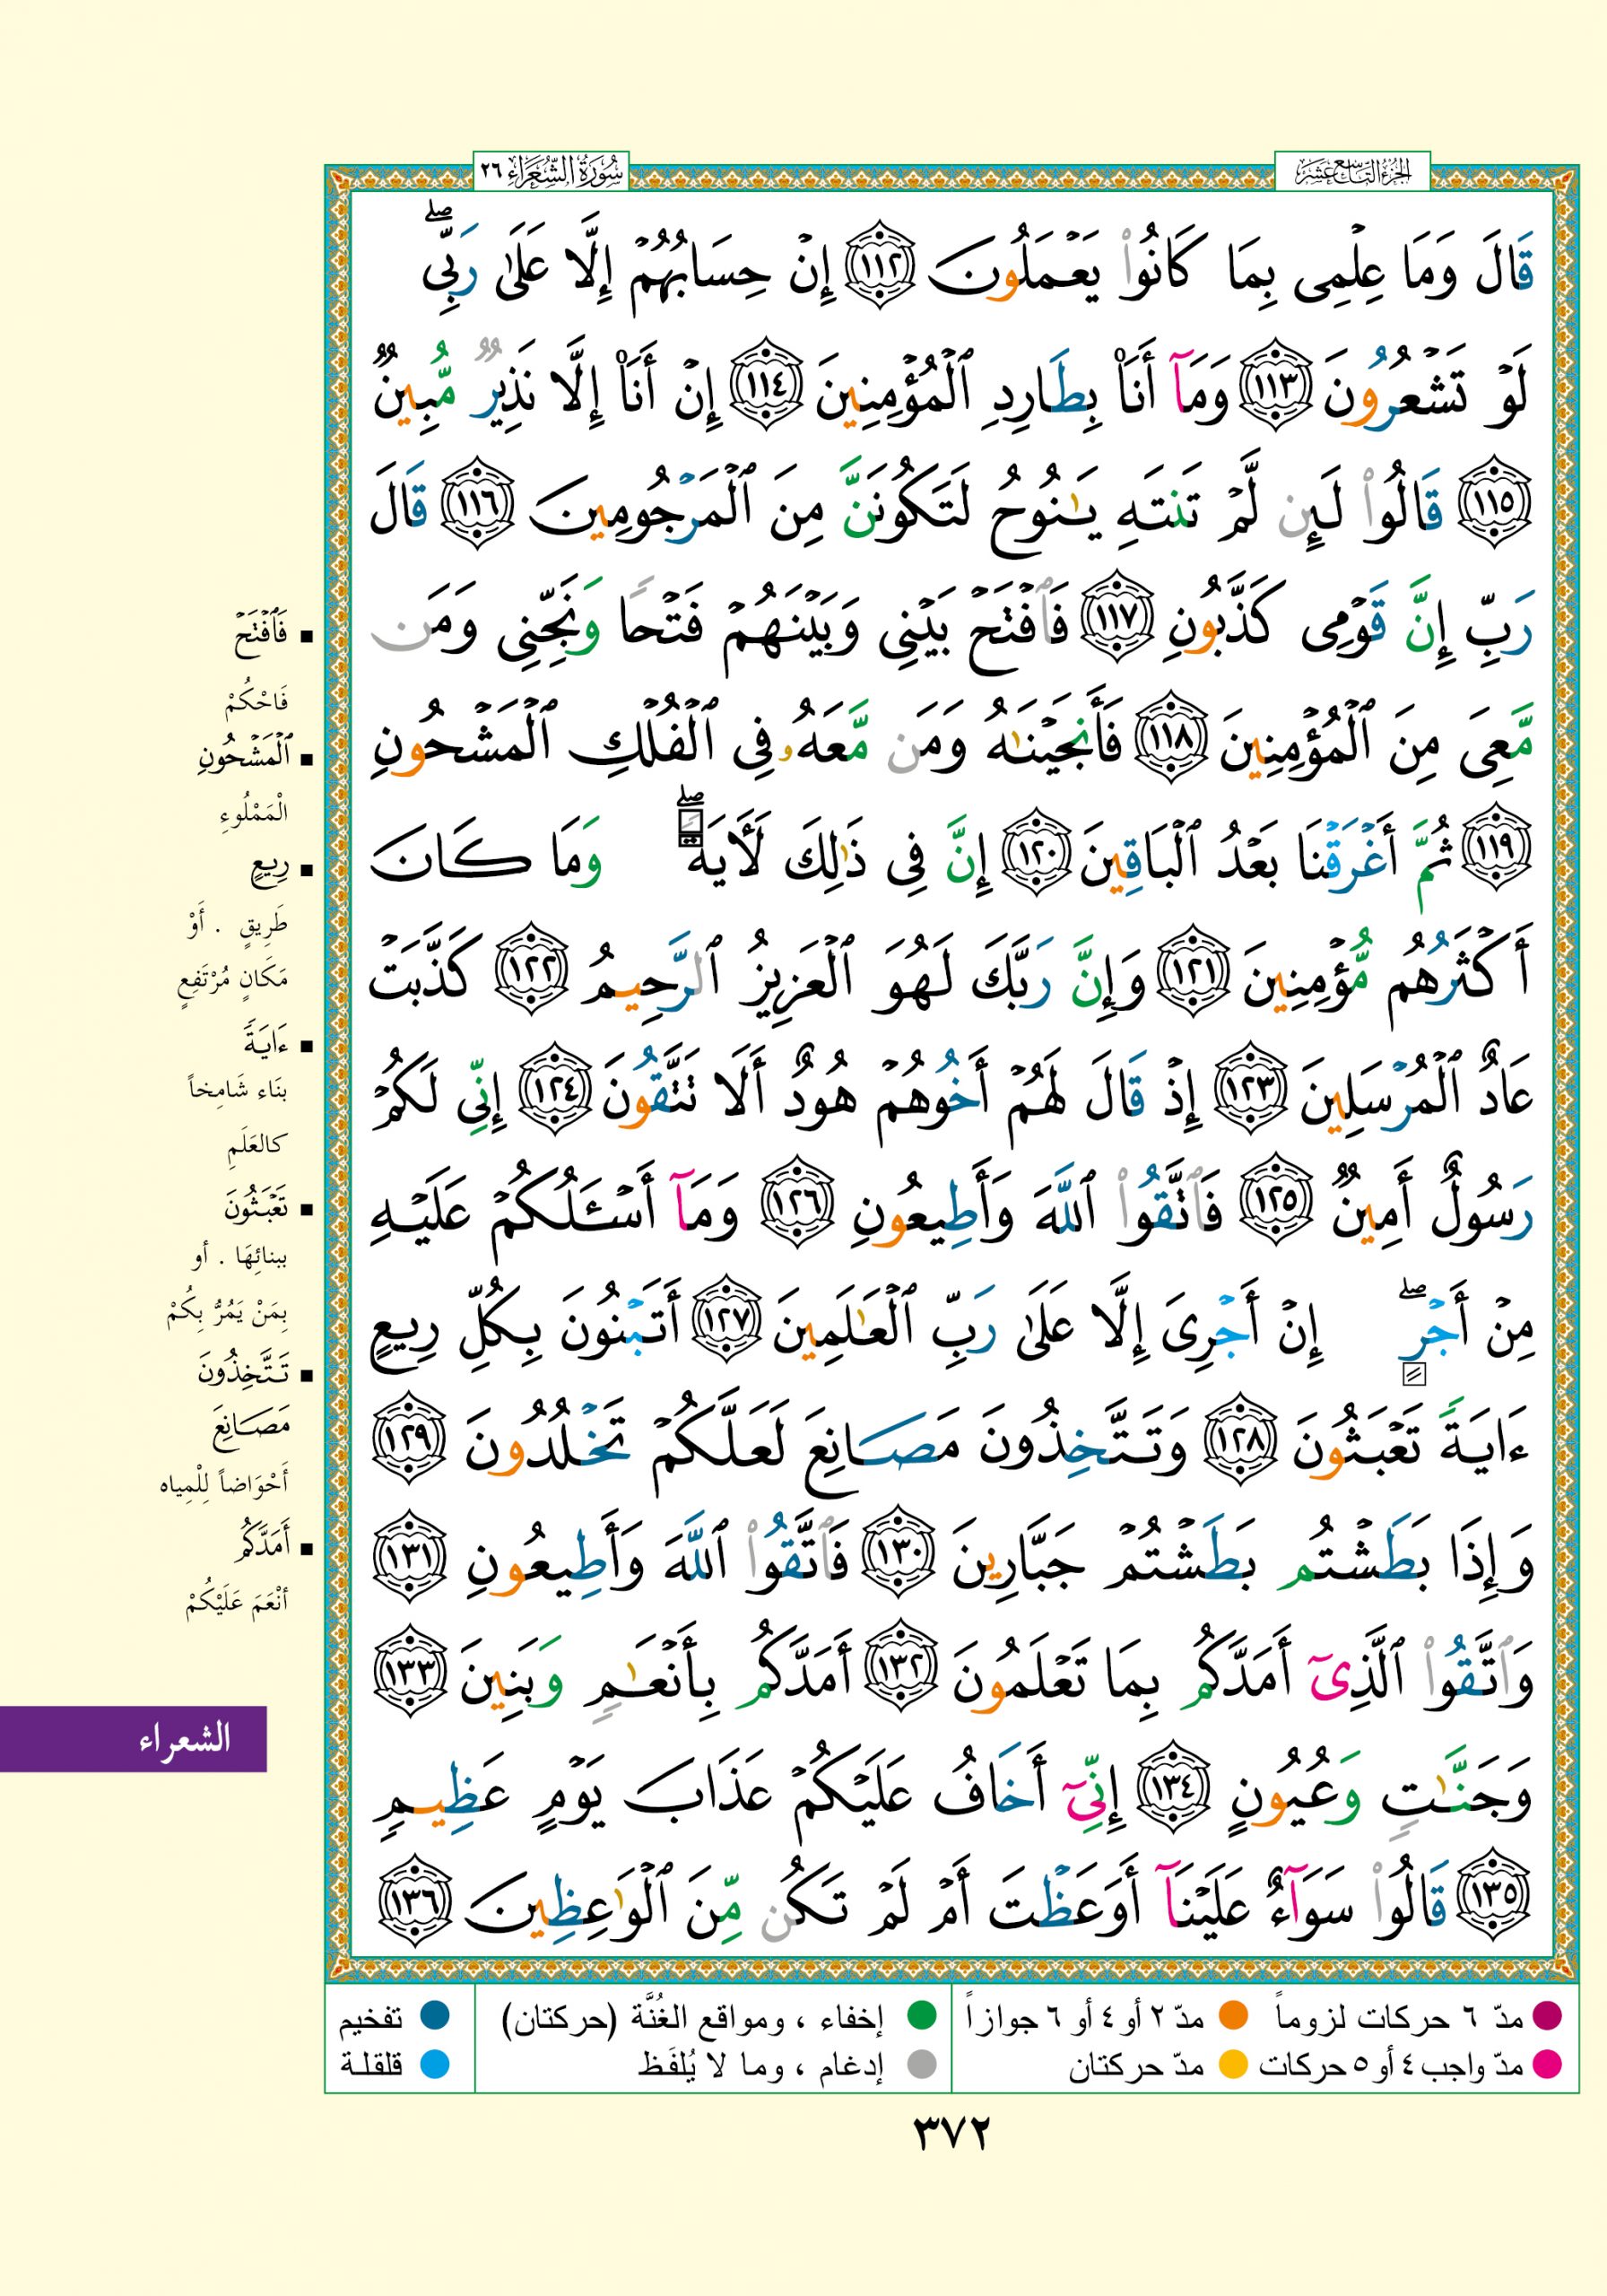 الجزء التاسع عشر
سورة الشعراء ٢٦
قَالَ وَمَا عِلْمِى بِمَا كَانُوا۟ يَعْمَلُونَ ١١٢ إِنْ حِسَابُهُمْ إِلَّا عَلَىٰ رَبِّى ۖ
لَوْ تَشْعُرُونَ ١١٣ وَمَآ أَنَا۠ بِطَارِدِ ٱلْمُؤْمِنِينَ ١١٤ إِنْ أَنَا۠ إِلَّا نَذِيرٌ مُّبِينٌ
١١٥ قَالُوا۟ لَئِن لَّمْ تَنتَهِ يَـٰنُوحُ لَتَكُونَنَّ مِنَ ٱلْمَرْجُومِينَ ١١٦ قَالَ
رَبِّ إِنَّ قَوْمِى كَذَّبُونِ ١١٧ فَٱفْتَحْ بَيْنِى وَبَيْنَهُمْ فَتْحًا وَنَجِّنِى وَمَن
مَّعِىَ مِنَ ٱلْمُؤْمِنِينَ ١١٨ فَأَنجَيْنَـٰهُ وَمَن مَّعَهُۥ فِى ٱلْفُلْكِ ٱلْمَشْحُونِ
١١٩ ثُمَّ أَغْرَقْنَا بَعْدُ ٱلْبَاقِينَ ١٢٠ إِنَّ فِى ذَٰلِكَ لَـَٔايَةً ۖ وَمَا كَانَ
أَكْثَرُهُم مُّؤْمِنِينَ ١٢١ وَإِنَّ رَبَّكَ لَهُوَ ٱلْعَزِيزُ ٱلرَّحِيمُ ١٢٢ كَذَّبَتْ
عَادٌ ٱلْمُرْسَلِينَ ١٢٣ إِذْ قَالَ لَهُمْ أَخُوهُمْ هُودٌ أَلَا تَتَّقُونَ ١٢٤ إِنِّى لَكُمْ
رَسُولٌ أَمِينٌ ١٢٥ فَٱتَّقُوا۟ ٱللَّهَ وَأَطِيعُونِ ١٢٦ وَمَآ أَسْـَٔلُكُمْ عَلَيْهِ
مِنْ أَجْرٍ ۖ إِنْ أَجْرِىَ إِلَّا عَلَىٰ رَبِّ ٱلْعَـٰلَمِينَ ١٢٧ أَتَبْنُونَ بِكُلِّ رِيعٍ
ءَايَةً تَعْبَثُونَ ١٢٨ وَتَتَّخِذُونَ مَصَانِعَ لَعَلَّكُمْ تَخْلُدُونَ ١٢٩
وَإِذَا بَطَشْتُم بَطَشْتُمْ جَبَّارِينَ ١٣٠ فَٱتَّقُوا۟ ٱللَّهَ وَأَطِيعُونِ ١٣١
وَٱتَّقُوا۟ ٱلَّذِىٓ أَمَدَّكُم بِمَا تَعْلَمُونَ ١٣٢ أَمَدَّكُم بِأَنْعَـٰمٍ وَبَنِينَ ١٣٣
وَجَنَّـٰتٍ وَعُيُونٍ ١٣٤ إِنِّىٓ أَخَافُ عَلَيْكُمْ عَذَابَ يَوْمٍ عَظِيمٍ
١٣٥ قَالُوا۟ سَوَآءٌ عَلَيْنَآ أَوَعَظْتَ أَمْ لَمْ تَكُن مِّنَ ٱلْوَٰعِظِينَ ١٣٦
■ فَٱفْتَحْ
فَاحْكُمْ
■ ٱلْمَشْحُونِ
الْمَمْلُوءِ
■ رِيعٍ
طَرِيقٍ . أَوْ
مَكَانٍ مُرْتَفِعٍ
■ ءَايَةً
بنَاء شَامِخاً
كالعَلَمِ
■ تَعْبَثُونَ
ببنائِهَا . أو
بِمَنْ يَمُرُّ بِكُمْ
■ تَتَّخِذُونَ
مَصَانِعَ
أَحْوَاضاً لِلْمِياه
■ أَمَدَّكُم
أنْعَمَ عَلَيْكُمْ
الشعراء
مدّ ٦ حركات لزوماً مدّ ٢ أو ٤ أو ٦ جوازاً إخفاء ، ومواقع الغُنَّة (حركتان) تفخيم
مدّ واجب ٤ أو ٥ حركات مدّ حركتان إدغام ، وما لا يُلفَظ قلقلة
٣٧٢